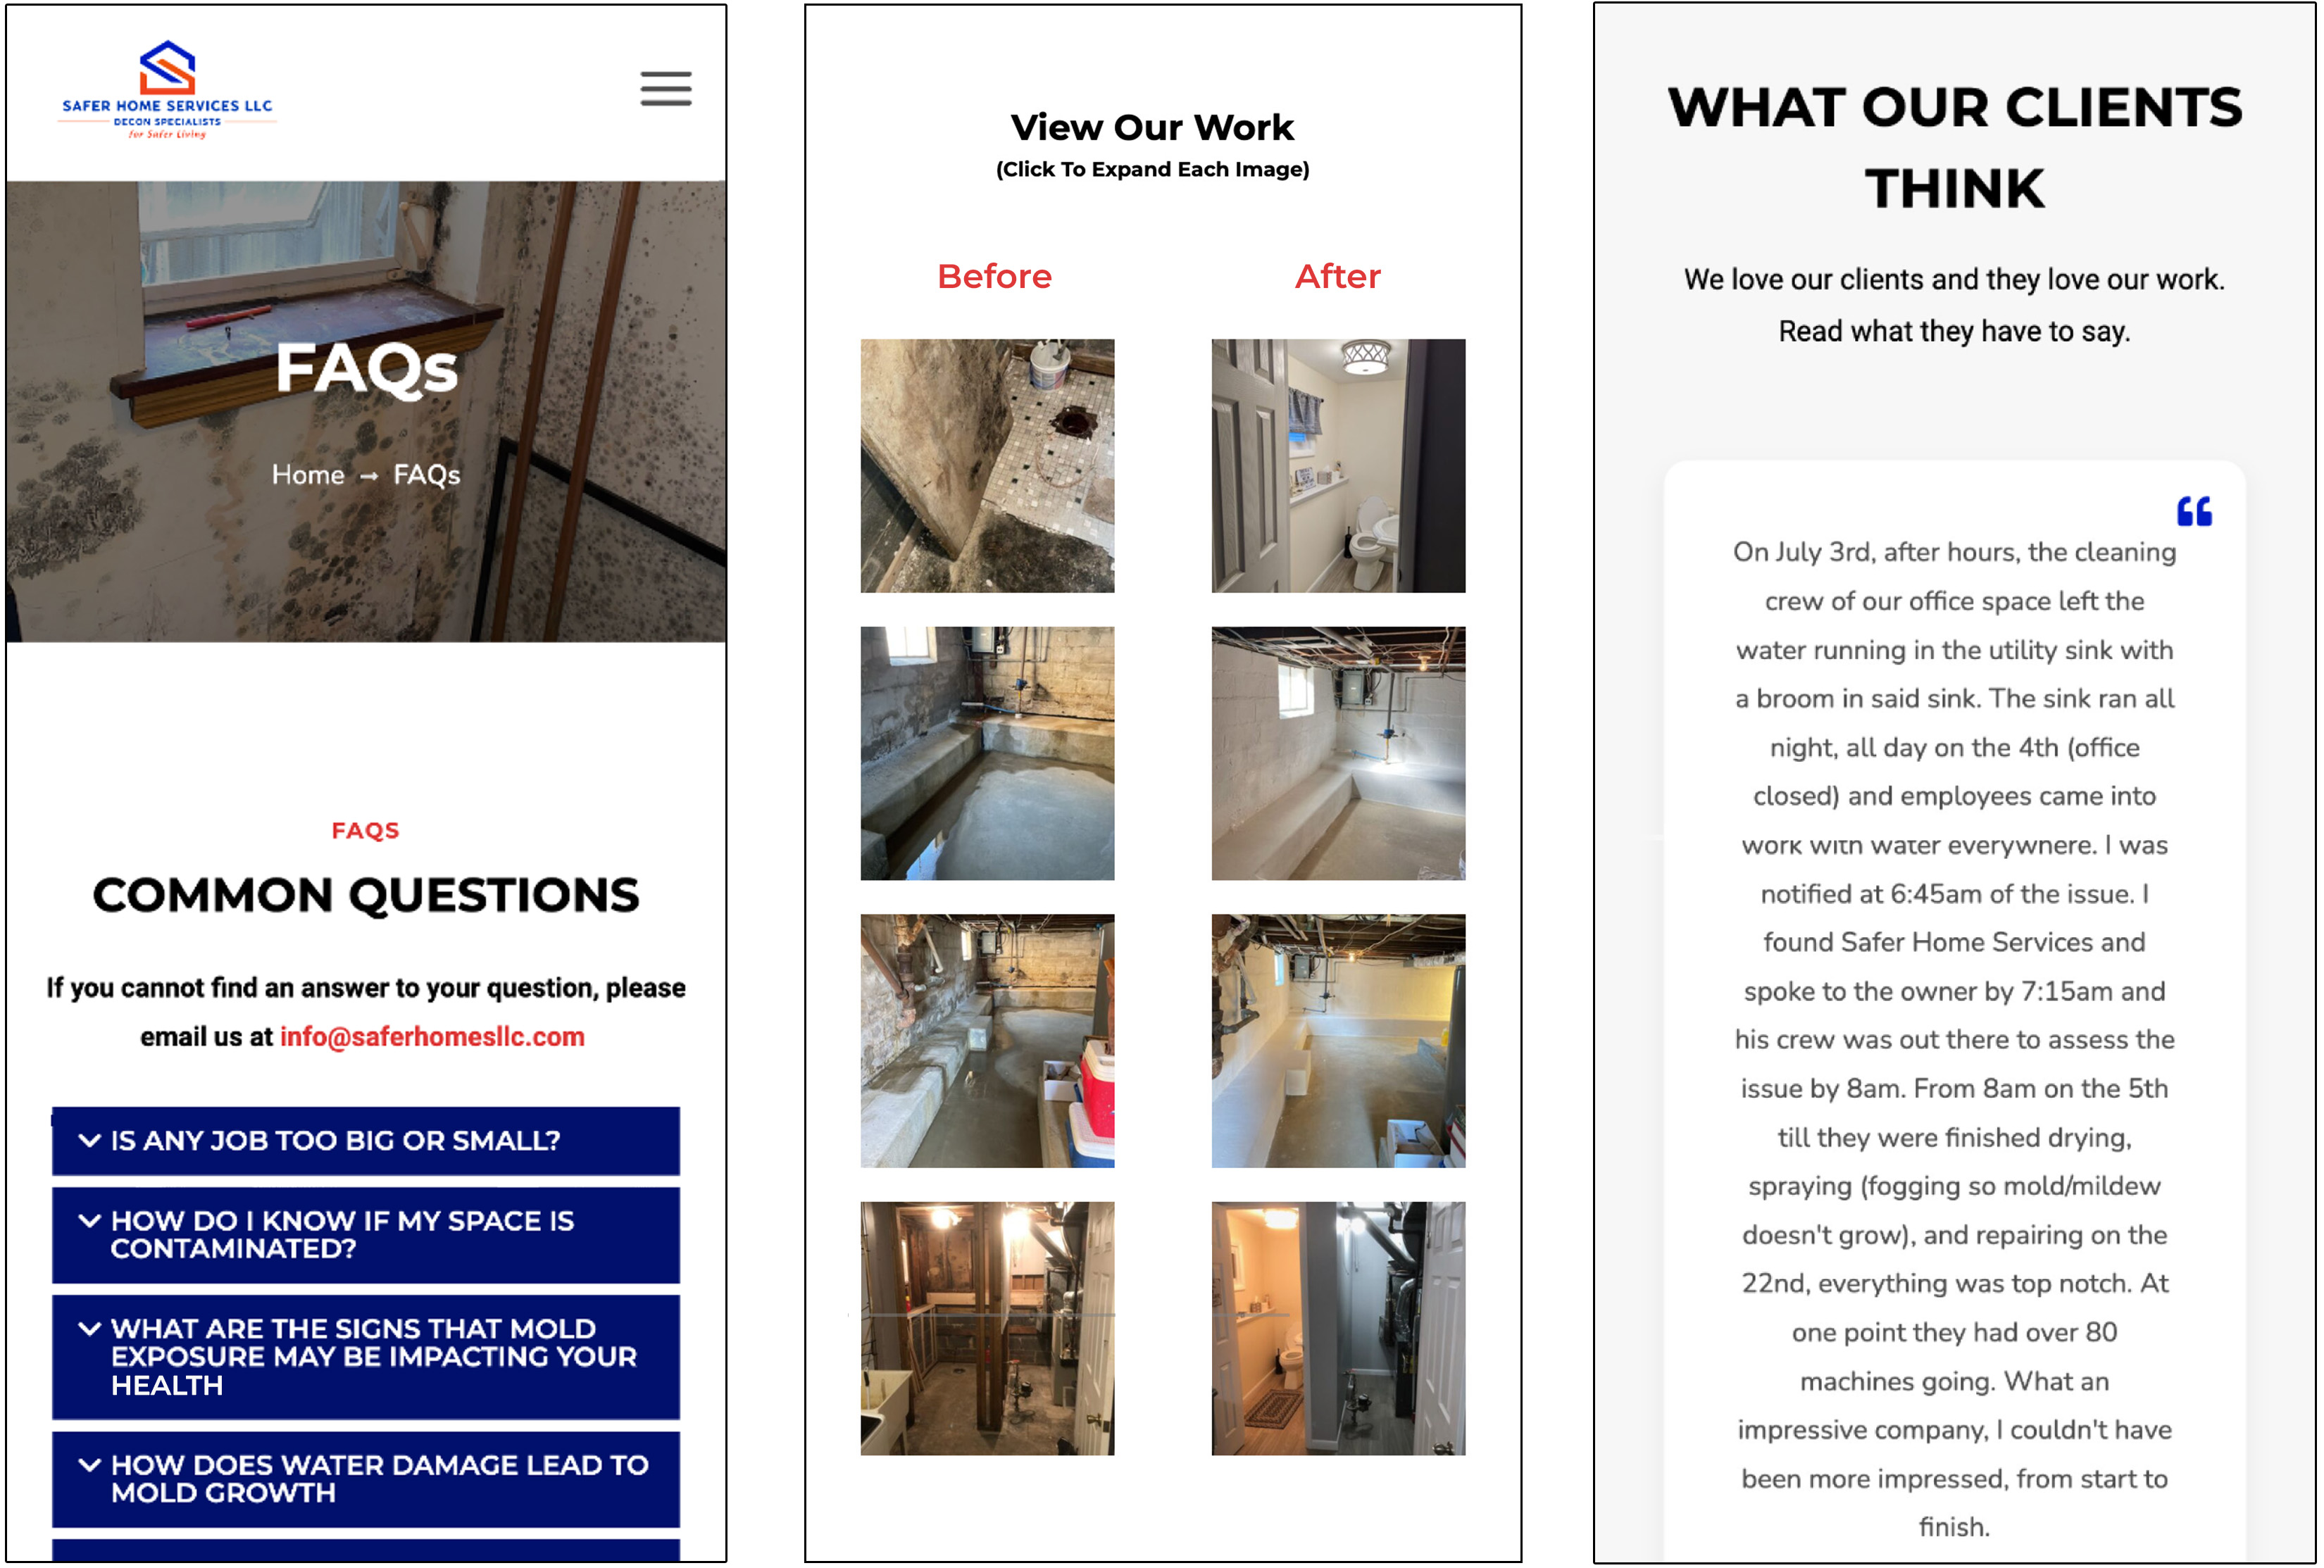 SAFER HOME SERVICES LLC
DECON SPECIALISTS
for Safer Living
FAQs
Home → FAQs
FAQS
COMMON QUESTIONS
If you cannot find an answer to your question, please
email us at info@saferhomesllc.com
IS ANY JOB TOO BIG OR SMALL?
HOW DO I KNOW IF MY SPACE IS
CONTAMINATED?
WHAT ARE THE SIGNS THAT MOLD
EXPOSURE MAY BE IMPACTING YOUR
HEALTH
HOW DOES WATER DAMAGE LEAD TO
MOLD GROWTH
View Our Work
(Click To Expand Each Image)
Before
After
WHAT OUR CLIENTS
THINK
We love our clients and they love our work.
Read what they have to say.
On July 3rd, after hours, the cleaning
crew of our office space left the
water running in the utility sink with
a broom in said sink. The sink ran all
night, all day on the 4th (office
closed) and employees came into
work with water everywhere. I was
notified at 6:45am of the issue. I
found Safer Home Services and
spoke to the owner by 7:15am and
his crew was out there to assess the
issue by 8am. From 8am on the 5th
till they were finished drying,
spraying (fogging so mold/mildew
doesn't grow), and repairing on the
22nd, everything was top notch. At
one point they had over 80
machines going. What an
impressive company, I couldn't have
been more impressed, from start to
finish.